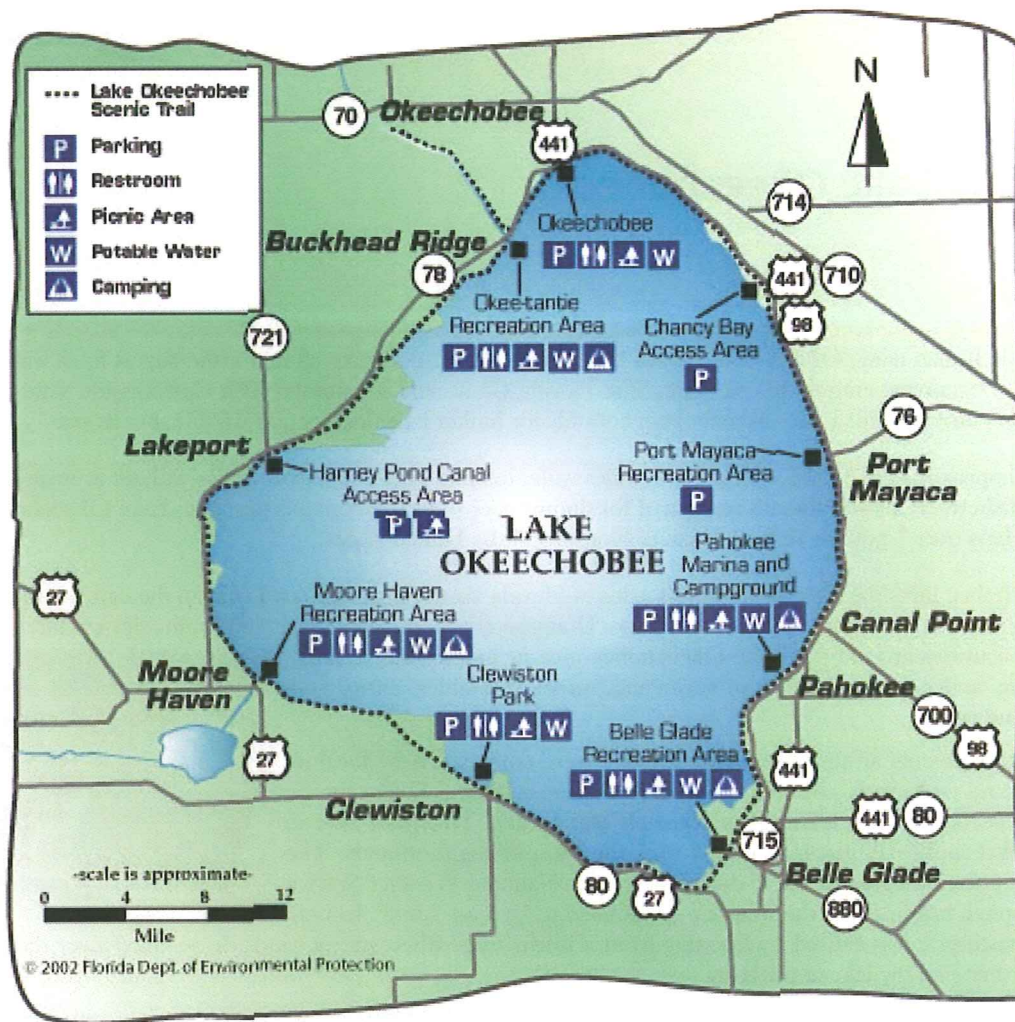 Lake Okeechobee
Scenic Trail
P Parking
Restroom
Picnic Area
W Potable Water
Camping
70
Okeechobee
441
N
714
Okeechobee
P W
Buckhead Ridge
78
441
710
98
Okee-tantie
Recreation Area
P W
Chancy Bay
Access Area
P
721
76
Lakeport
Port Mayaca
Recreation Area
P
Port
Mayaca
Harney Pond Canal
Access Area
P
LAKE
OKEECHOBEE
Pahokee
Marina and
Campground
P W
27
Moore Haven
Recreation Area
P W
Canal Point
Moore
Haven
Clewiston
Park
P W
Pahokee
700
98
27
Belle Glade
Recreation Area
P W
441
Clewiston
441 80
715
-scale is approximate-
0 4 8 12
Mile
80
27
Belle Glade
880
© 2002 Florida Dept. of Environmental Protection